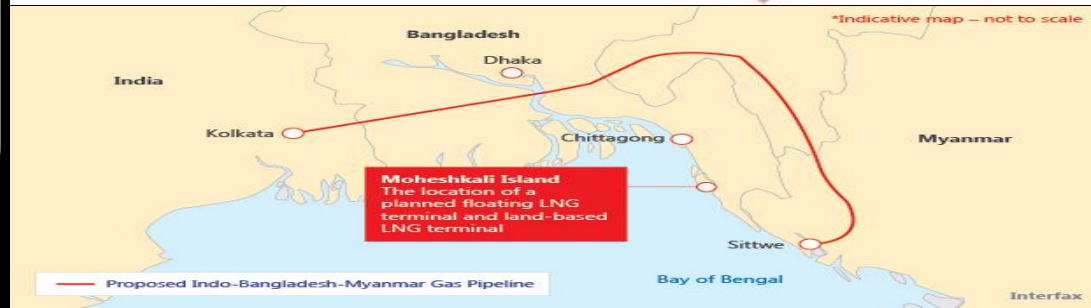 *Indicative map – not to scale
Bangladesh
Dhaka
India
Kolkata
Chittagong
Myanmar
Moheshkali Island
The location of a
planned floating LNG
terminal and land-based
LNG terminal
Sittwe
Bay of Bengal
Proposed Indo-Bangladesh-Myanmar Gas Pipeline
Interfax